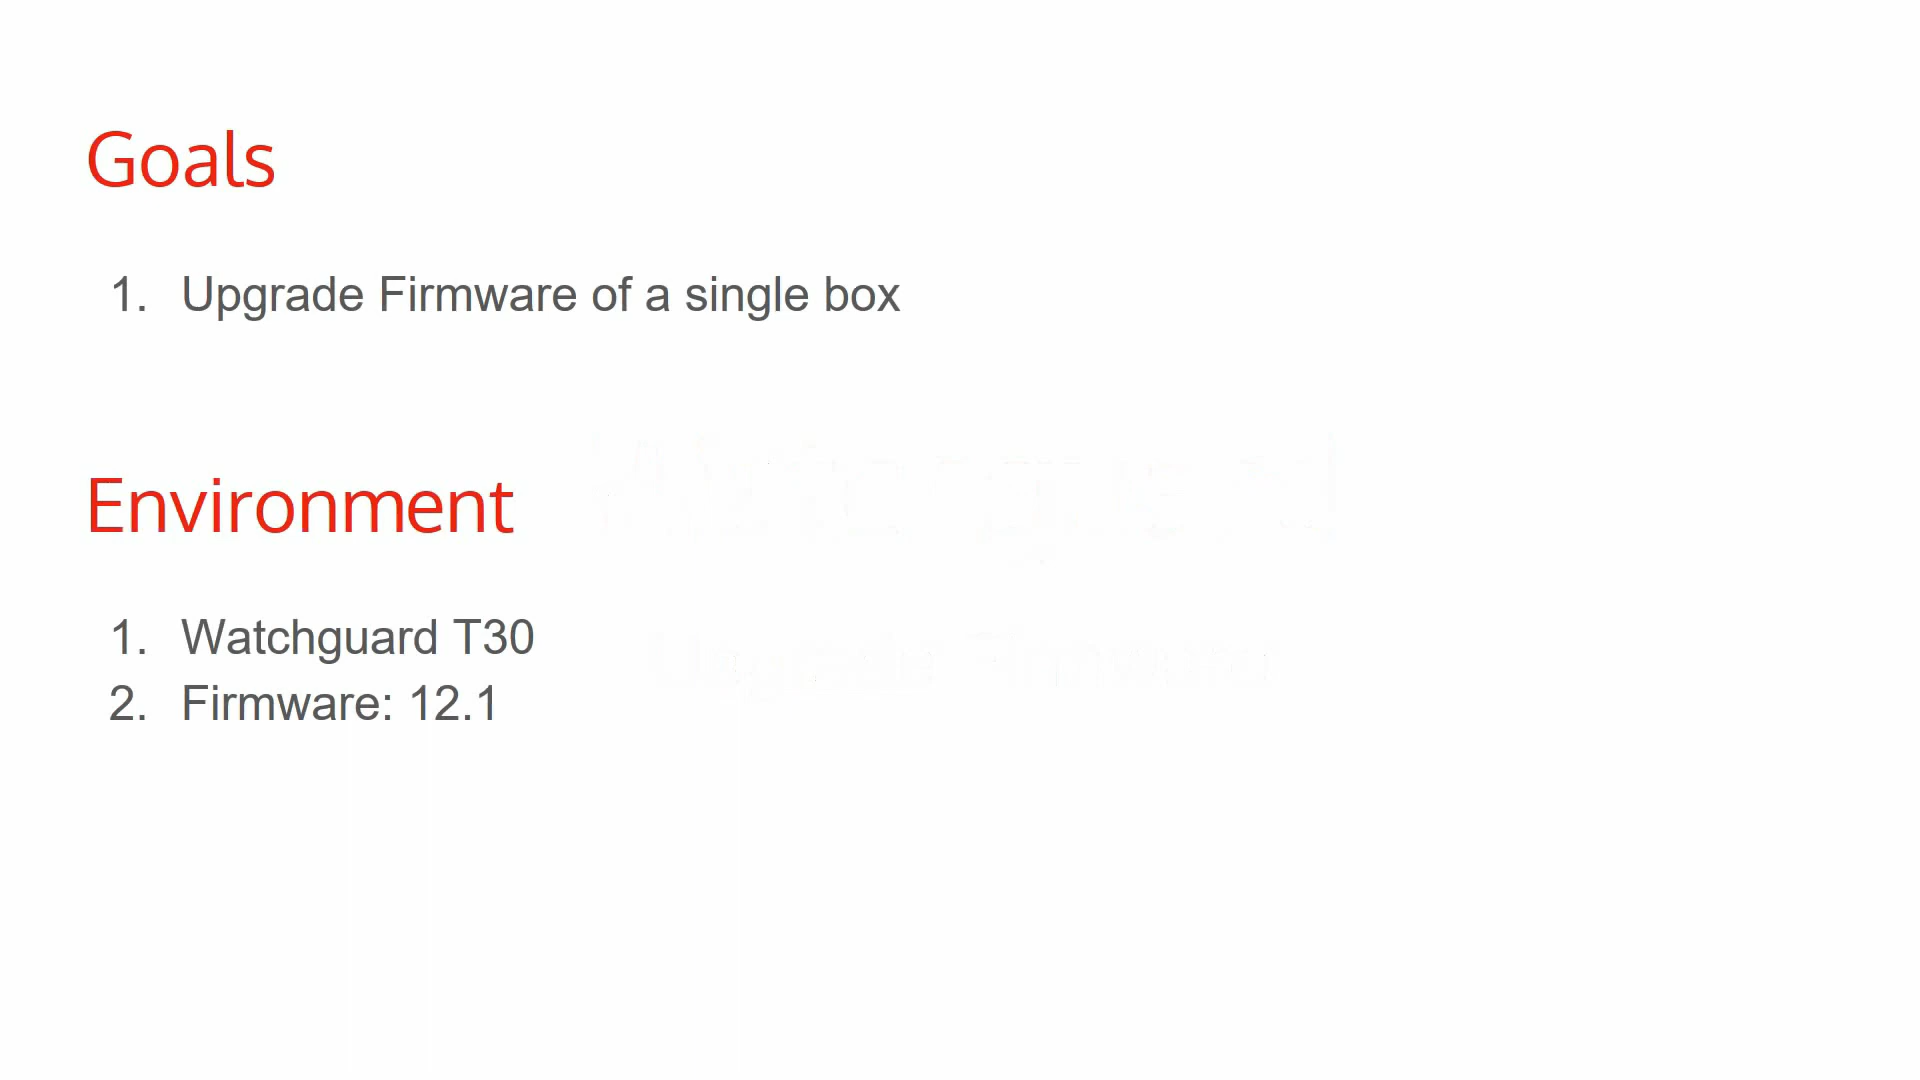 Goals
1. Upgrade Firmware of a single box
Environment
1. Watchguard T30
2. Firmware: 12.1